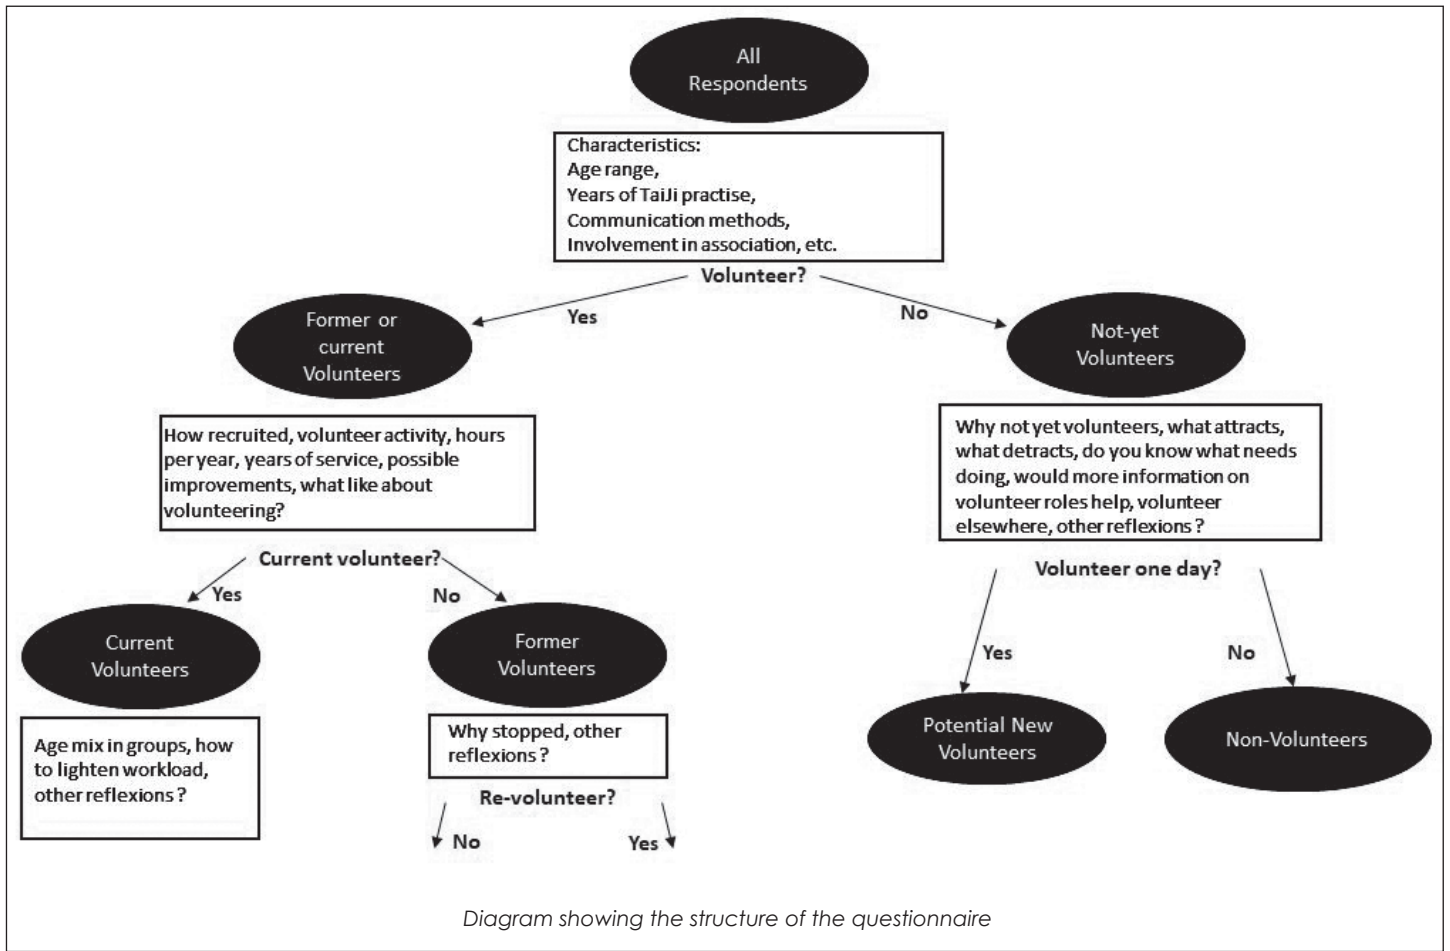 All
Respondents
Characteristics:
Age range,
Years of TaiJi practise,
Communication methods,
Involvement in association, etc.
Volunteer?
Yes
No
Former or
current
Volunteers
Not-yet
Volunteers
How recruited, volunteer activity, hours
per year, years of service, possible
improvements, what like about
volunteering?
Why not yet volunteers, what attracts,
what detracts, do you know what needs
doing, would more information on
volunteer roles help, volunteer
elsewhere, other reflexions ?
Current volunteer?
Yes
No
Volunteer one day?
Yes
No
Current
Volunteers
Former
Volunteers
Potential New
Volunteers
Non-Volunteers
Age mix in groups, how
to lighten workload,
other reflexions ?
Why stopped, other
reflexions ?
Re-volunteer?
No
Yes
Diagram showing the structure of the questionnaire